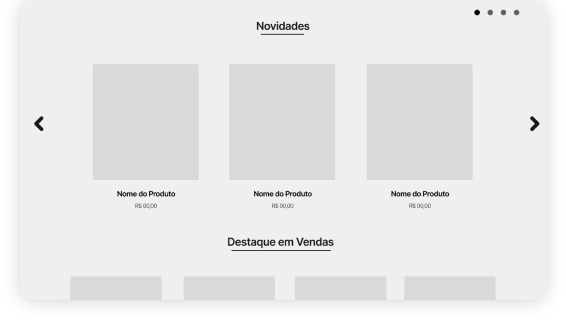 Novidades
Nome do Produto
Nome do Produto
Nome do Produto
R$ 00,00
R$ 00,00
R$ 00,00
Destaque em Vendas